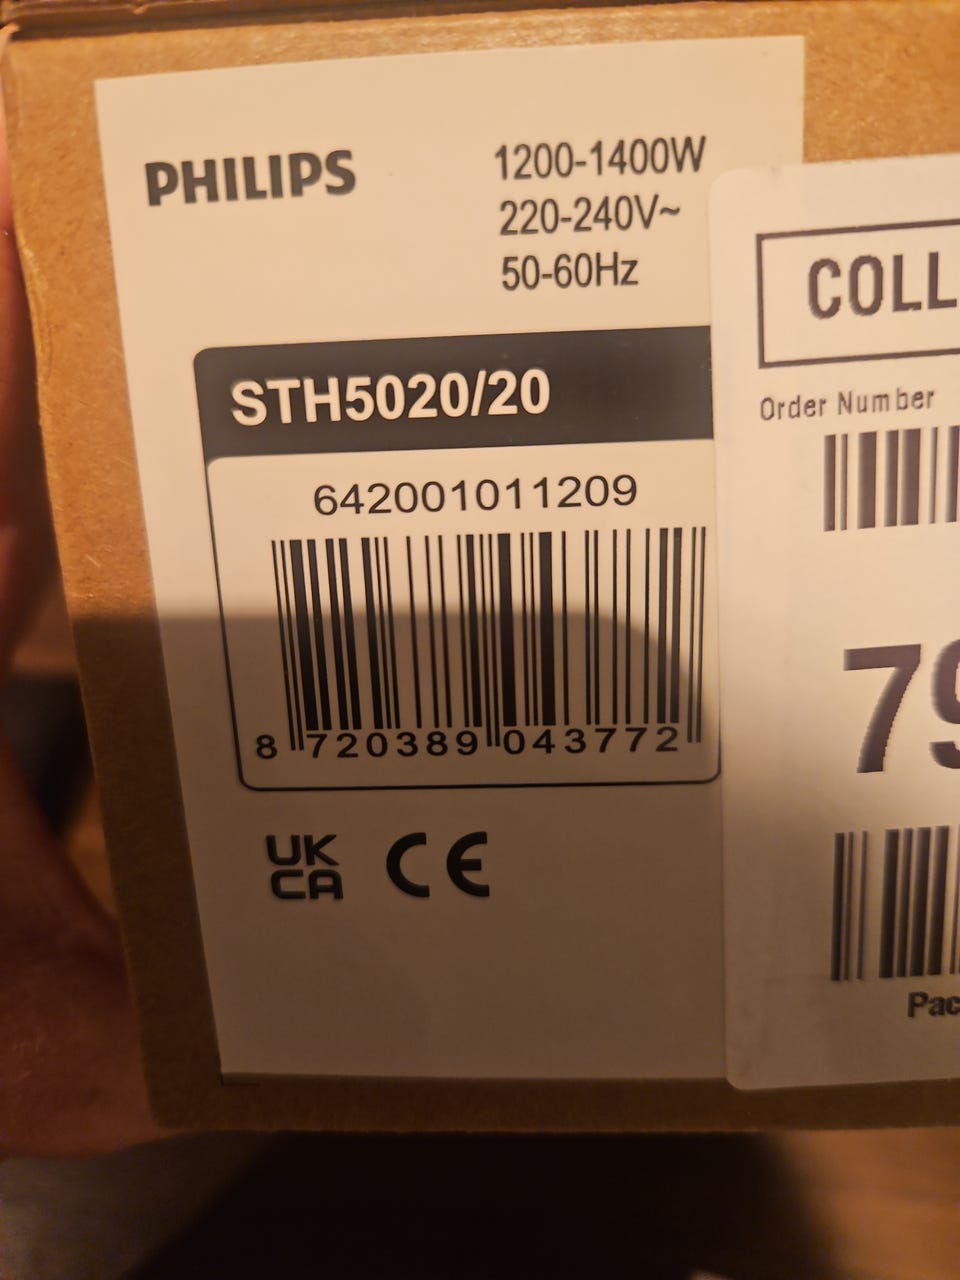 PHILIPS
1200-1400W
220-240V~
50-60Hz
STH5020/20
642001011209
8 720389 043772
UK
CA
CE
COLL
Order Number
79
Pac